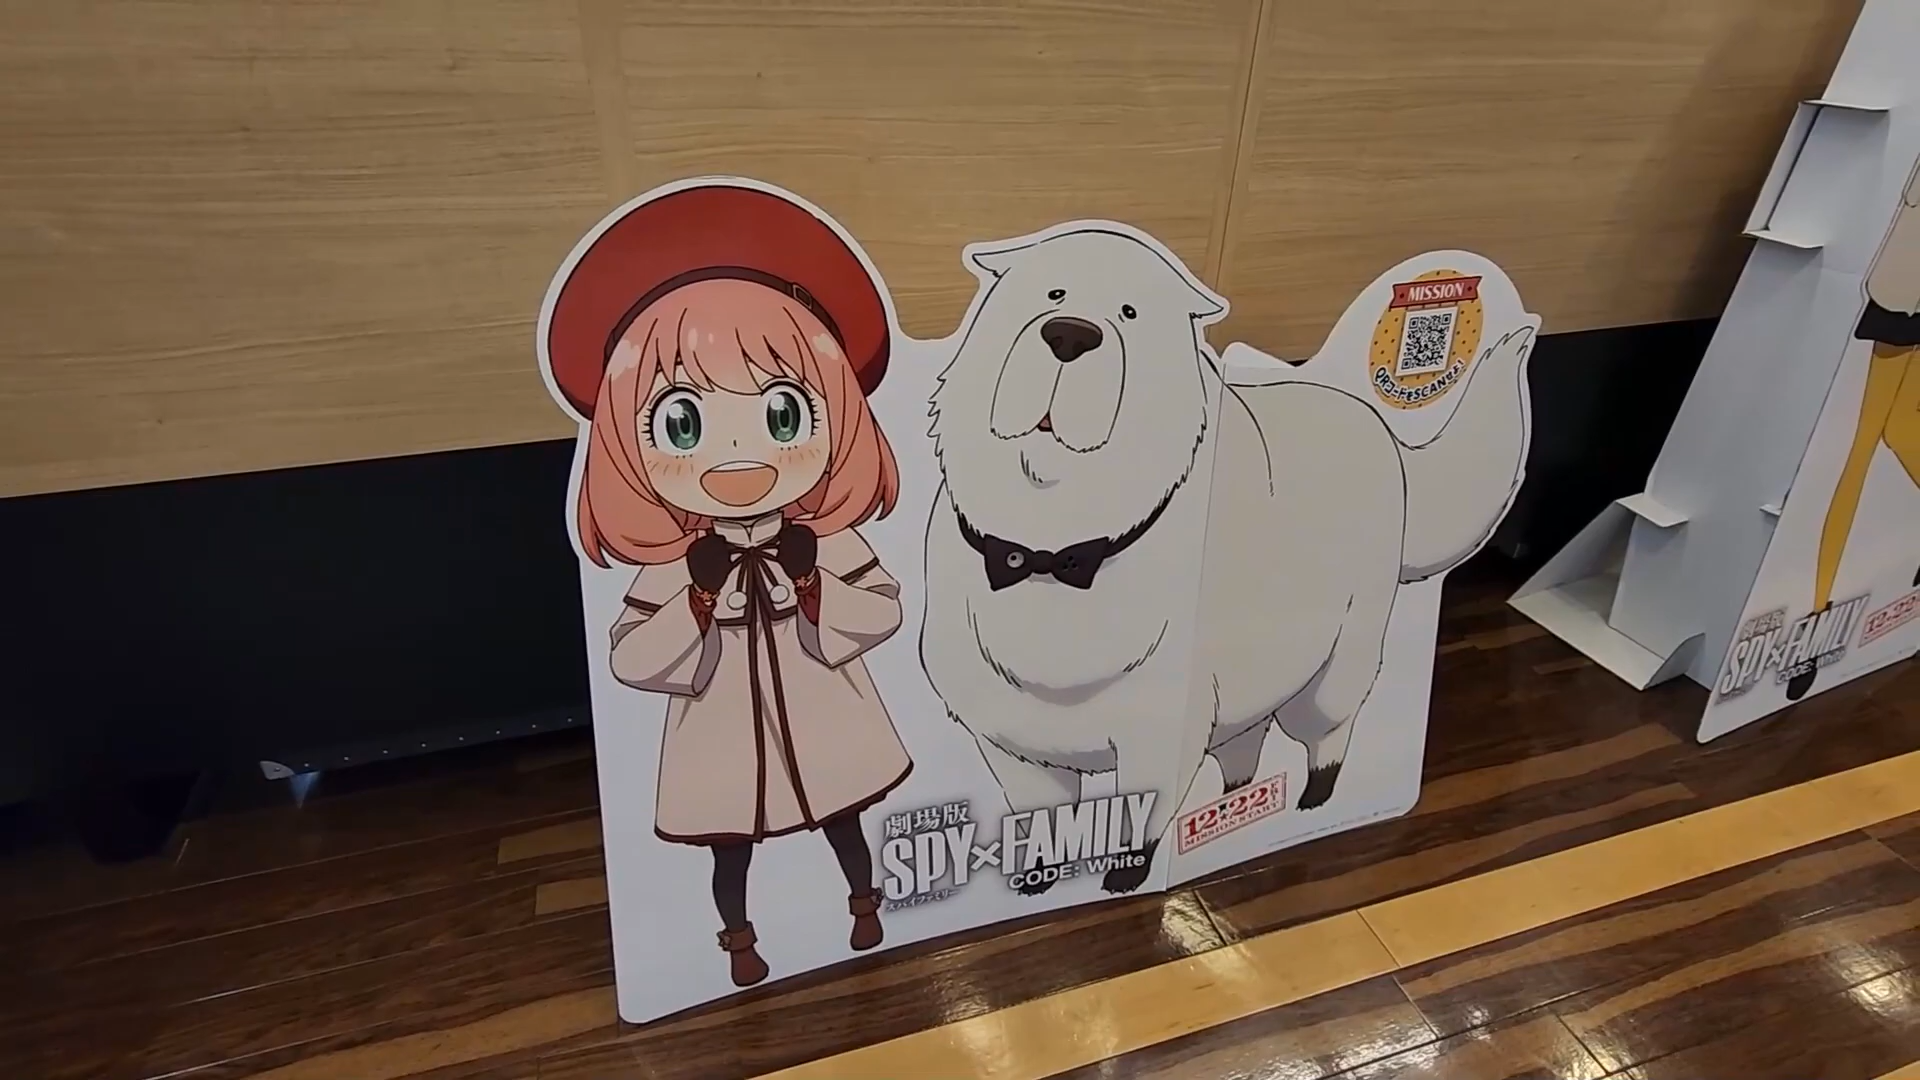 MISSION
QRコードをSCANせよ!
劇場版
SPY×FAMILY
CODE: White
スパイファミリー
12.22 FRI
MISSION START
劇場版
SPY×FAMILY
CODE: White
12.22